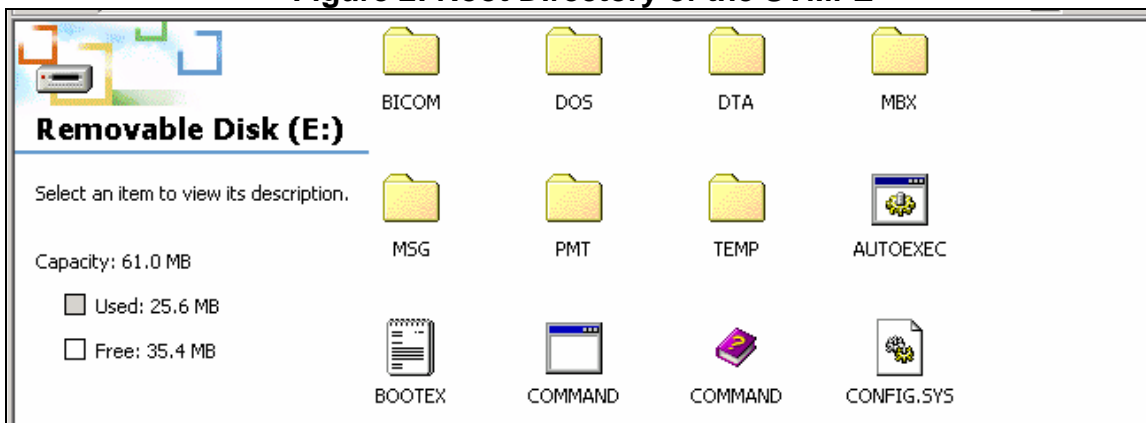 BICOM DOS DTA MBX
Removable Disk (E:)
Select an item to view its description.
MSG PMT TEMP AUTOEXEC
Capacity: 61.0 MB
Used: 25.6 MB
Free: 35.4 MB
BOOTEX COMMAND COMMAND CONFIG.SYS